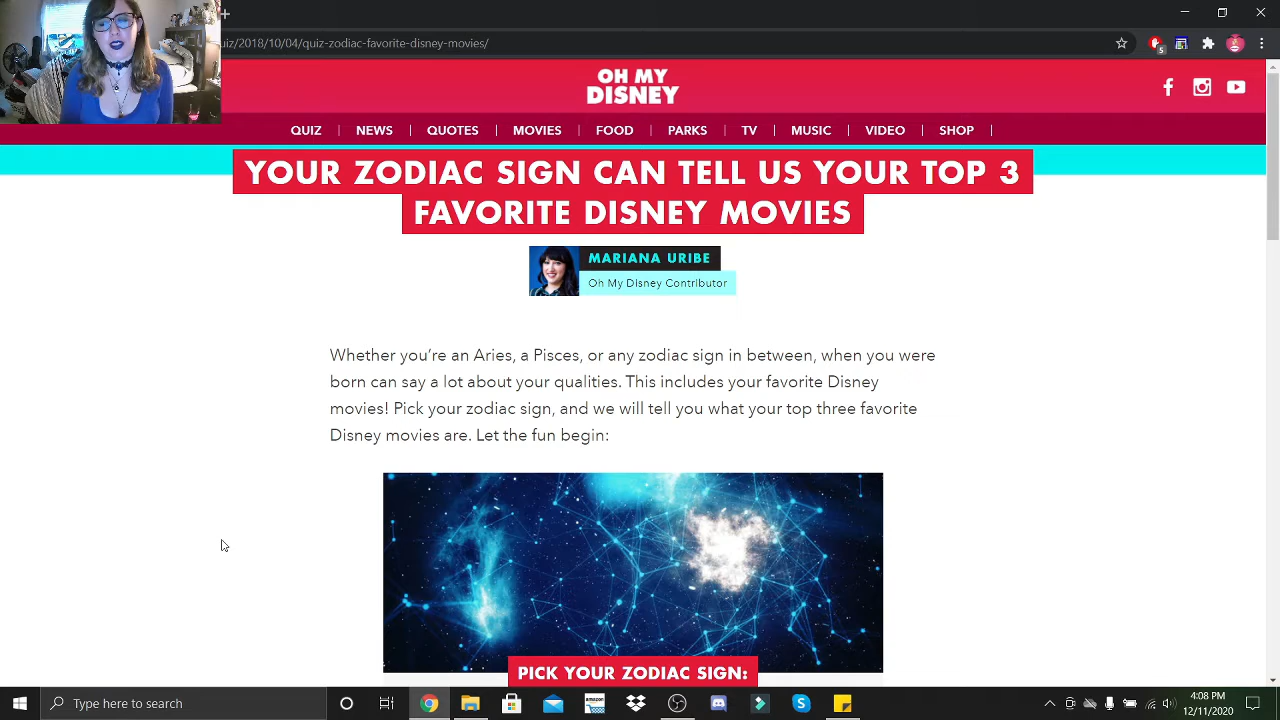 uiz/2018/10/04/quiz-zodiac-favorite-disney-movies/
5
OH MY
DISNEY
QUIZ | NEWS | QUOTES | MOVIES | FOOD | PARKS | TV | MUSIC | VIDEO | SHOP |
YOUR ZODIAC SIGN CAN TELL US YOUR TOP 3
FAVORITE DISNEY MOVIES
MARIANA URIBE
Oh My Disney Contributor
Whether you’re an Aries, a Pisces, or any zodiac sign in between, when you were
born can say a lot about your qualities. This includes your favorite Disney
movies! Pick your zodiac sign, and we will tell you what your top three favorite
Disney movies are. Let the fun begin:
PICK YOUR ZODIAC SIGN:
Type here to search
amazon
4:08 PM
12/11/2020